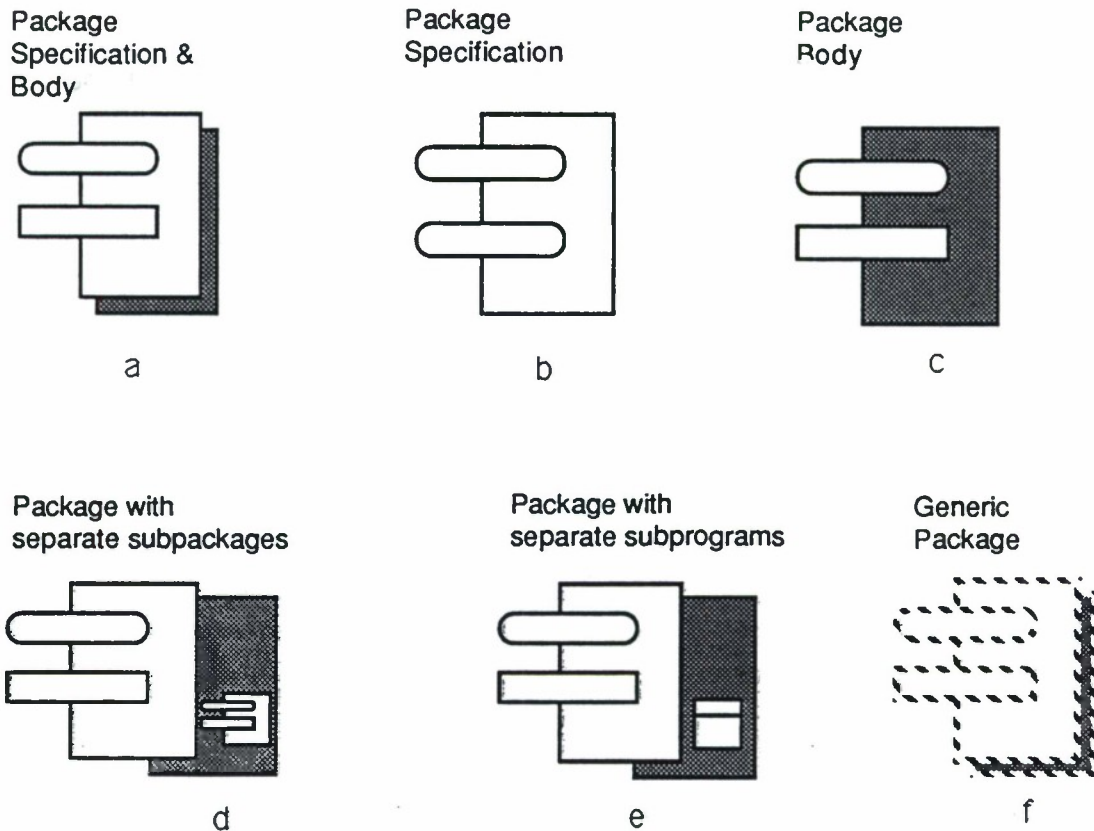 Package
Specification &
Body
Package
Specification
Package
Body
a
b
c
Package with
separate subpackages
Package with
separate subprograms
Generic
Package
d
e
f